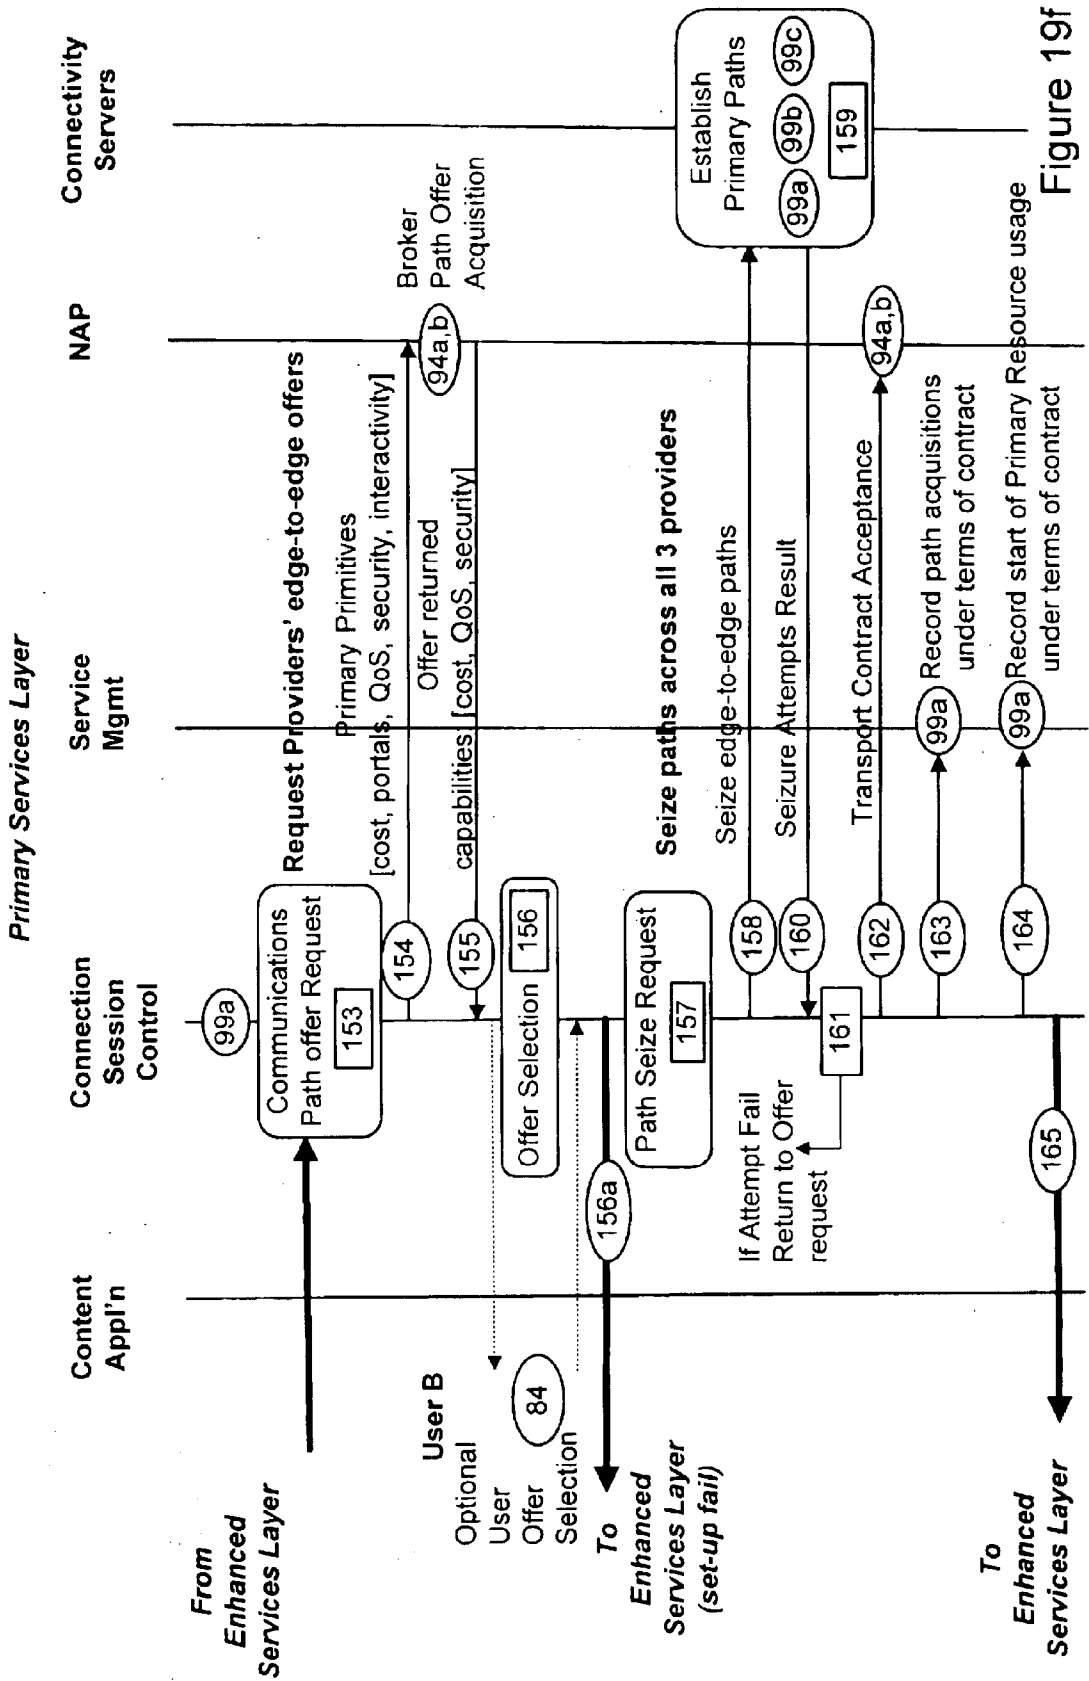 Primary Services Layer
Content
Appl'n
Connection
Session
Control
Service
Mgmt
NAP
Connectivity
Servers
From
Enhanced
Services Layer
99a
Communications
Path offer Request
153
Request Providers' edge-to-edge offers
Primary Primitives
[cost, portals, QoS, security, interactivity]
154
Broker
Path Offer
Acquisition
94a,b
Offer returned
capabilities [cost, QoS, security]
155
User B
Optional
User
Offer
Selection
84
Offer Selection
156
To
Enhanced
Services Layer
(set-up fail)
156a
Path Seize Request
157
Seize paths across all 3 providers
Seize edge-to-edge paths
158
Establish
Primary Paths
99a
99b
99c
159
Seizure Attempts Result
160
161
If Attempt Fail
Return to Offer
request
Transport Contract Acceptance
162
94a,b
163
99a
Record path acquisitions
under terms of contract
164
99a
Record start of Primary Resource usage
under terms of contract
165
To
Enhanced
Services Layer
Figure 19f